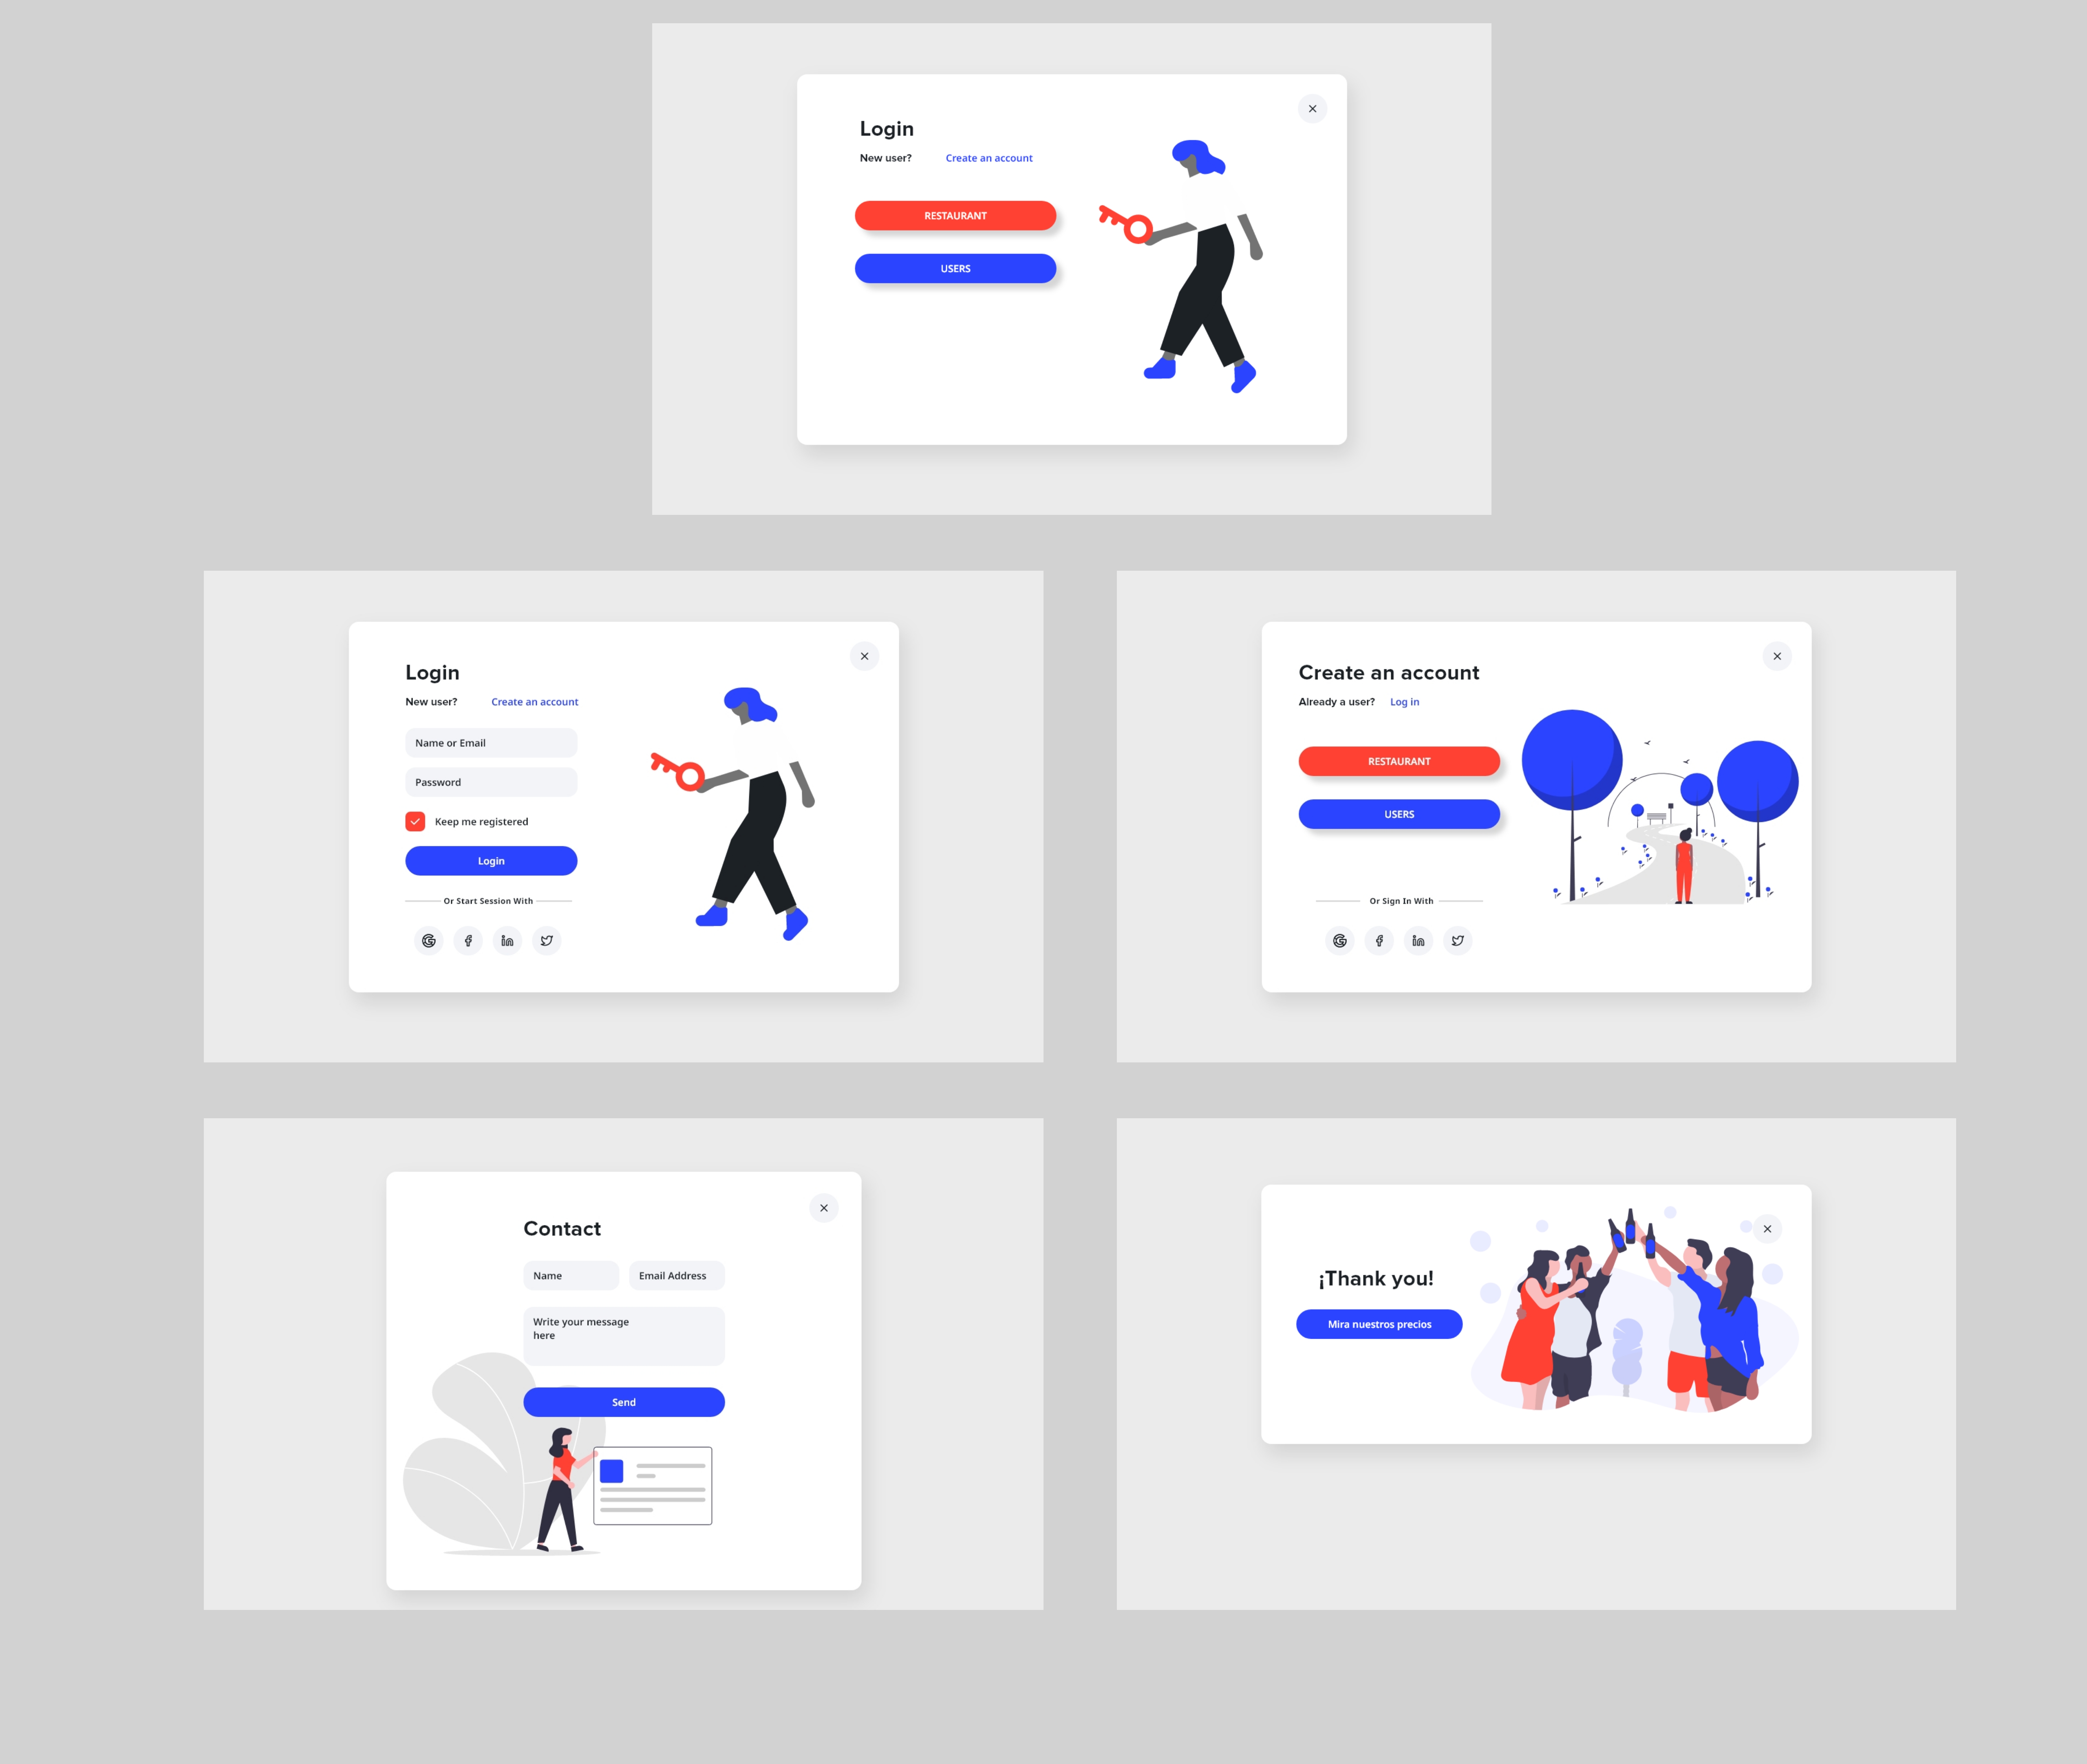 Login
New user? Create an account
RESTAURANT
USERS
Login
New user? Create an account
Name or Email
Password
Keep me registered
Login
Or Start Session With
Create an account
Already a user? Log in
RESTAURANT
USERS
Or Sign In With
Contact
Name Email Address
Write your message
here
Send
¡Thank you!
Mira nuestros precios